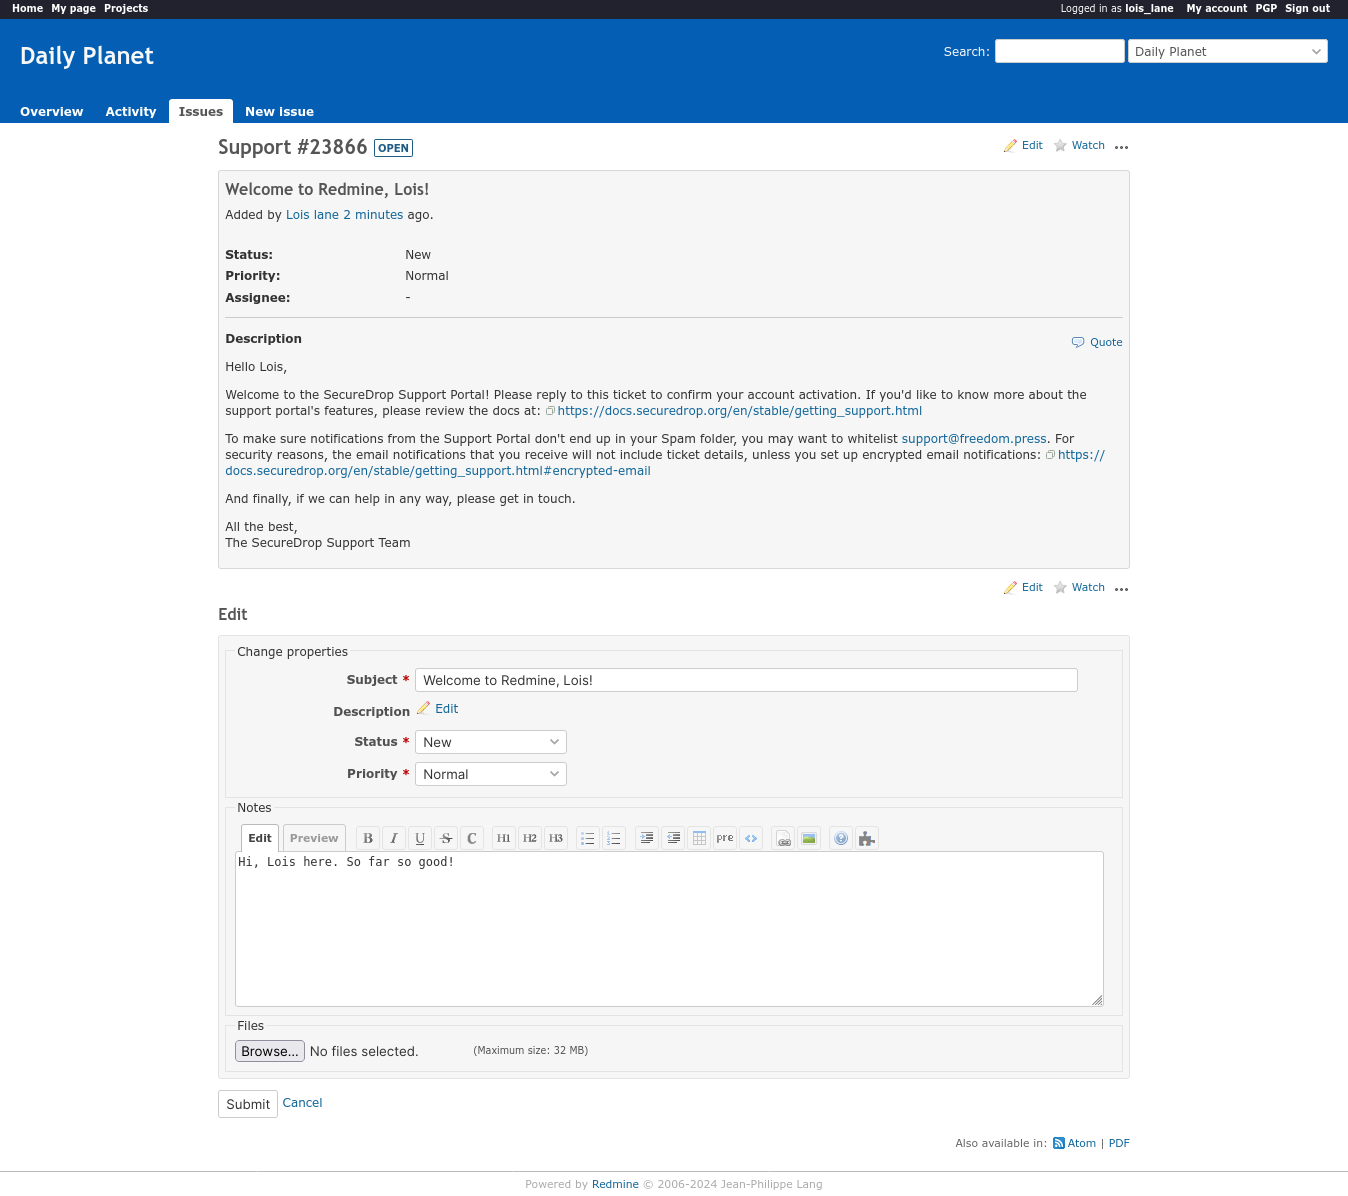 Home My page Projects Logged in as lois_lane My account PGP Sign out
Daily Planet Search: Daily Planet
Overview Activity Issues New issue
Support #23866 OPEN Edit Watch •••
Welcome to Redmine, Lois!
Added by Lois lane 2 minutes ago.
Status: New
Priority: Normal
Assignee: -
Description Quote
Hello Lois,
Welcome to the SecureDrop Support Portal! Please reply to this ticket to confirm your account activation. If you'd like to know more about the
support portal's features, please review the docs at: https://docs.securedrop.org/en/stable/getting_support.html
To make sure notifications from the Support Portal don't end up in your Spam folder, you may want to whitelist support@freedom.press. For
security reasons, the email notifications that you receive will not include ticket details, unless you set up encrypted email notifications: https://
docs.securedrop.org/en/stable/getting_support.html#encrypted-email
And finally, if we can help in any way, please get in touch.
All the best,
The SecureDrop Support Team
Edit Watch •••
Edit
Change properties
Subject * Welcome to Redmine, Lois!
Description Edit
Status * New
Priority * Normal
Notes
Edit Preview B I U S C H1 H2 H3 pre <> ?
Hi, Lois here. So far so good!
Files
Browse... No files selected. (Maximum size: 32 MB)
Submit Cancel
Also available in: Atom | PDF
Powered by Redmine © 2006-2024 Jean-Philippe Lang